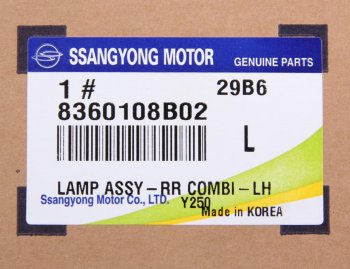 SSANGYONG MOTOR GENUINE PARTS
1 # 29B6
8360108B02
L
LAMP ASSY-RR COMBI-LH
Ssangyong Motor Co., LTD. Y250
Made in KOREA